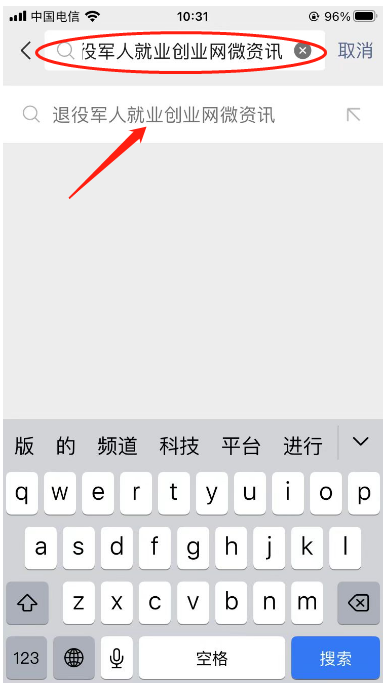 中国电信 10:31 96%
役军人就业创业网微资讯 取消
退役军人就业创业网微资讯
版 的 频道 科技 平台 进行
q w e r t y u i o p
a s d f g h j k l
z x c v b n m
123 空格 搜索